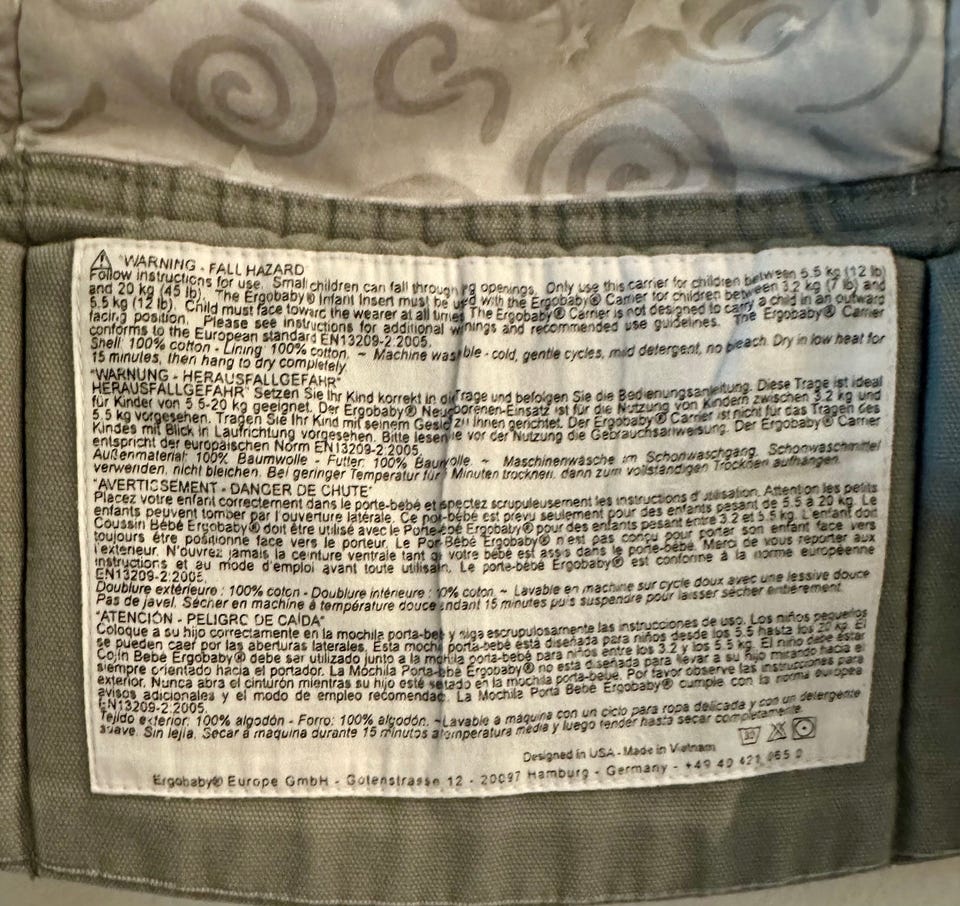 "WARNING - FALL HAZARD
Follow instructions for use. Small children can fall through openings. Only use this carrier for children between 5.5 kg (12 lb)
and 20 kg (45 lb). The Ergobaby® Infant Insert must be used with the Ergobaby® Carrier for children between 3.2 kg (7 lb) and
5.5 kg (12 lb). Child must face toward the wearer at all times. The Ergobaby® Carrier is not designed to carry a child in an outward
facing position. Please see instructions for additional warnings and recommended use guidelines. The Ergobaby® Carrier
conforms to the European standard EN13209-2:2005.
Shell: 100% cotton - Lining 100% cotton. ~ Machine washable - cold, gentle cycles, mild detergent, no bleach. Dry in low heat for
15 minutes, then hang to dry completely.
"WARNUNG - HERAUSFALLGEFAHR"
HERAUSFALLGEFAHR Setzen Sie Ihr Kind korrekt in die Trage und befolgen Sie die Bedienungsanleitung. Diese Trage ist ideal
für Kinder von 5.5-20 kg geeignet. Der Ergobaby® Neugborenen-Einsatz ist für die Nutzung von Kindern zwischen 3.2 kg und
5.5 kg vorgesehen. Tragen Sie Ihr Kind mit seinem Gesicht zu Ihnen gerichtet. Der Ergobaby® Carrier ist nicht für das Tragen des
Kindes mit Blick in Laufrichtung vorgesehen. Bitte lesen Sie vor der Nutzung die Gebrauchsanweisung. Der Ergobaby® Carrier
entspricht der europäischen Norm EN13209-2:2005.
Außenmaterial: 100% Baumwolle - Futter: 100% Baumwolle. ~ Maschinenwäsche im Schonwaschgang. Schonwaschmittel
verwenden, nicht bleichen. Bei geringer Temperatur für Minuten trocknen, dann zum vollständigen Trocknen aufhängen.
"AVERTISSEMENT - DANGER DE CHUTE"
Placez votre enfant correctement dans le porte-bébé et respectez scrupuleusement les instructions d'utilisation. Attention les petits
enfants peuvent tomber par l'ouverture latérale. Ce porte-bébé est prévu seulement pour des enfants pesant de 5.5 à 20 kg. Le
Coussin Bébé Ergobaby® doit être utilisé avec le Porte-bébé Ergobaby® pour des enfants pesant entre 3.2 et 5.5 kg. L'enfant doit
toujours être positionné face vers le porteur. Le Porte-Bébé Ergobaby® n'est pas conçu pour porter son enfant face vers
l'exterieur. N'ouvrez jamais la ceinture ventrale tant que votre bébé est assis dans le porte-bébé. Merci de vous reporter aux
instructions et au mode d'emploi avant toute utilisation. Le porte-bébé Ergobaby® est conforme à la norme européenne
EN13209-2:2005.
Doublure extérieure : 100% coton - Doublure intérieure : 100% coton. ~ Lavable en machine sur cycle doux avec une lessive douce
Pas de javel. Sécher en machine à température douce pendant 15 minutes puis suspendre pour laisser sécher entièrement.
"ATENCIÓN - PELIGRO DE CAÍDA"
Coloque a su hijo correctamente en la mochila porta-bebé y siga escrupulosamente las instrucciones de uso. Los niños pequeños
se pueden caer por las aberturas laterales. Esta mochila porta-bebé está diseñada para niños desde los 5.5 hasta los 20 kg. El
Cojín Bebé Ergobaby® debe sar utilizado junto a la mochila porta-bebé para niños entre los 3.2 y los 5.5 kg. El niño debe estar
siempre orientado hacia el portador. La Mochila Porta-bbé Ergobaby® no esta diseñada para llevar a su hijo mirando hacia el
exterior. Nunca abra el cinturón mientras su hijo esté sentado en la mochila porta-bebé. Por favor observe las instrucciones para
avisos adicionales y el modo de empleo recomendado. La Mochila Porta Bebé Ergobaby® cumple con la norma europea
EN13209-2:2005.
Tejido exterior: 100% algodón - Forro: 100% algodón. ~Lavable a máquina con un ciclo para ropa delicada y con un detergente
suave. Sin lejía. Secar a maquina durante 15 minutos a temperatura media y luego tender hasta secar completamente.
30
Designed in USA - Made in Vietnam
Ergobaby® Europe GmbH - Gotenstrasse 12 - 20097 Hamburg - Germany - +49 40 421 065 0